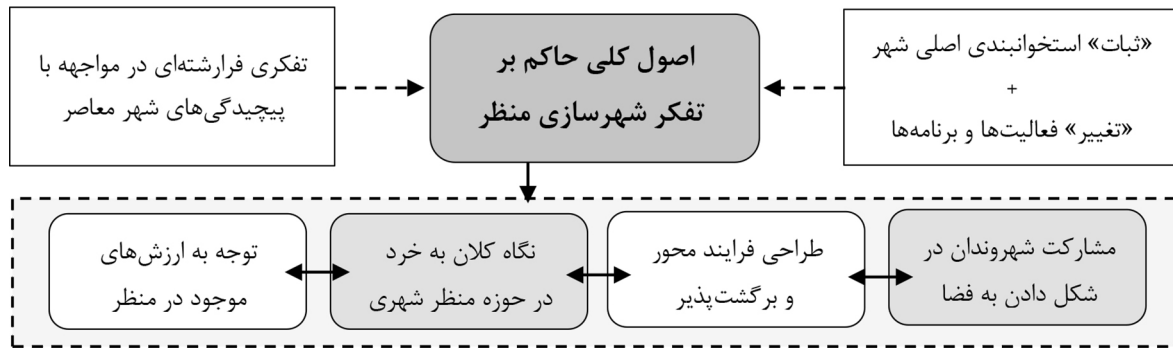 «ثبات» استخوانبندی اصلی شهر
+
«تغییر» فعالیت‌ها و برنامه‌ها
اصول کلی حاکم بر
تفکر شهرسازی منظر
تفکری فرارشته‌ای در مواجهه با
پیچیدگی‌های شهر معاصر
مشارکت شهروندان در
شکل دادن به فضا
طراحی فرایند محور
و برگشت‌پذیر
نگاه کلان به خرد
در حوزه منظر شهری
توجه به ارزش‌های
موجود در منظر